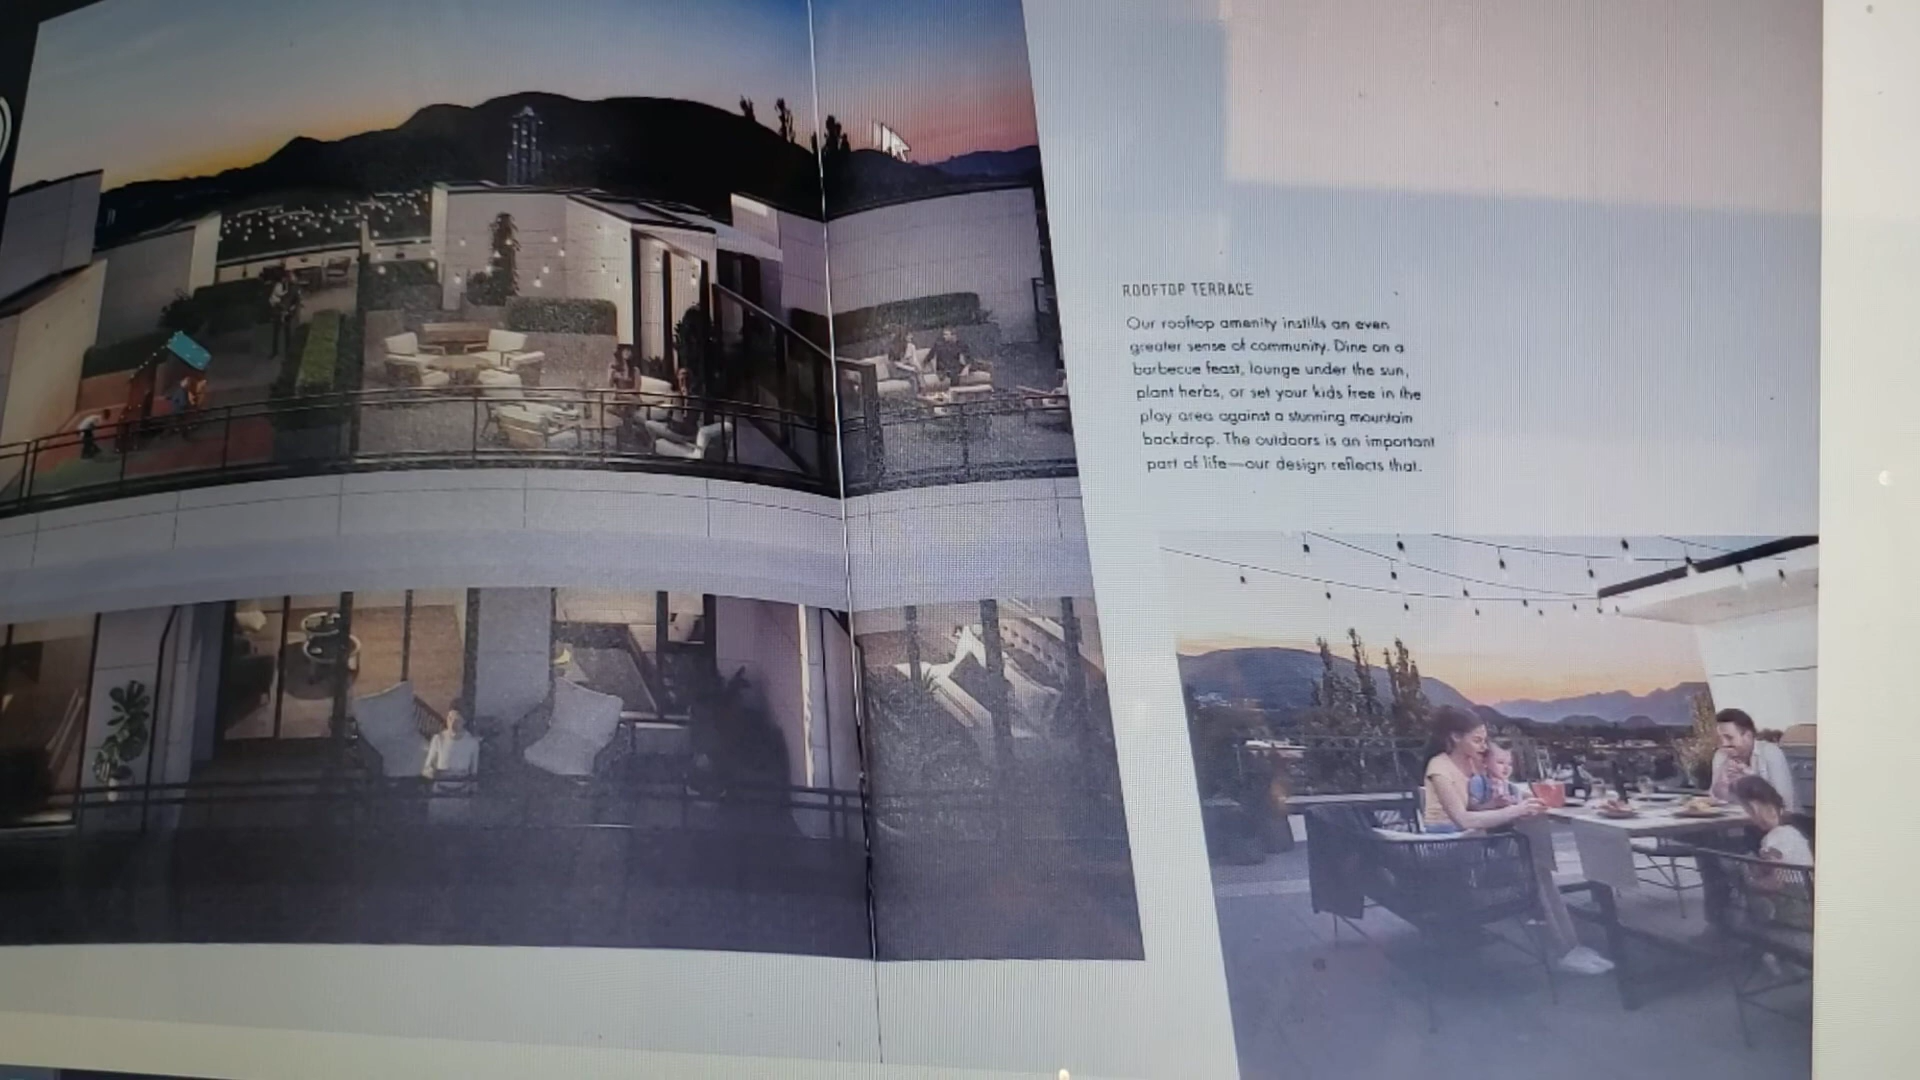 ROOFTOP TERRACE
Our rooftop amenity instills an even
greater sense of community. Dine on a
barbecue feast, lounge under the sun,
plant herbs, or set your kids free in the
play area against a stunning mountain
backdrop. The outdoors is an important
part of life—our design reflects that.